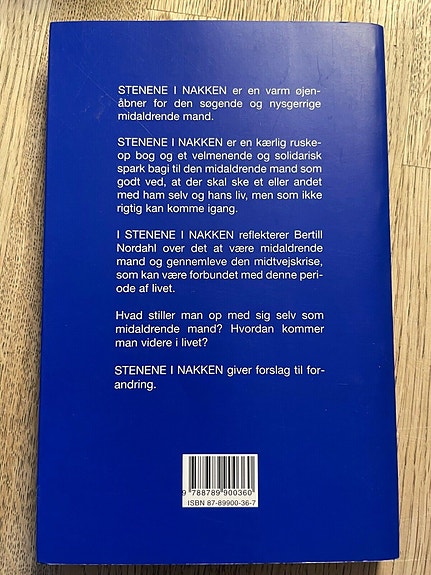 STENENE I NAKKEN er en varm øjen-
åbner for den søgende og nysgerrige
midaldrende mand.
STENENE I NAKKEN er en kærlig ruske-
op bog og et velmenende og solidarisk
spark bagi til den midaldrende mand som
godt ved, at der skal ske et eller andet
med ham selv og hans liv, men som ikke
rigtig kan komme igang.
I STENENE I NAKKEN reflekterer Bertill
Nordahl over det at være midaldrende
mand og gennemleve den midtvejskrise,
som kan være forbundet med denne peri-
ode af livet.
Hvad stiller man op med sig selv som
midaldrende mand? Hvordan kommer
man videre i livet?
STENENE I NAKKEN giver forslag til for-
andring.
9 788789 900360
ISBN 87-89900-36-7